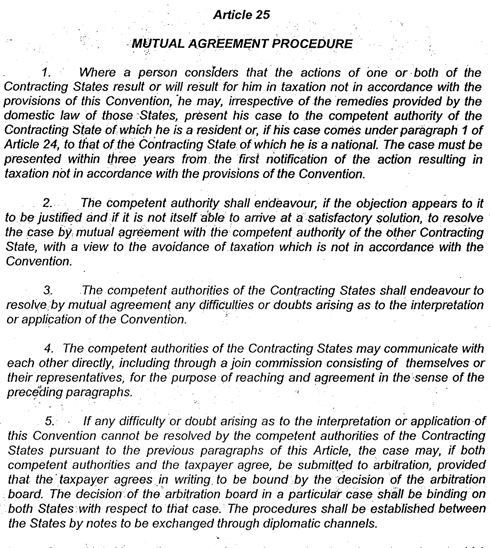 Article 25
MUTUAL AGREEMENT PROCEDURE
1. Where a person considers that the actions of one or both of the
Contracting States result or will result for him in taxation not in accordance with the
provisions of this Convention, he may, irrespective of the remedies provided by the
domestic law of those States, present his case to the competent authority of the
Contracting State of which he is a resident or, if his case comes under paragraph 1 of
Article 24, to that of the Contracting State of which he is a national. The case must be
presented within three years from the first notification of the action resulting in
taxation not in accordance with the provisions of the Convention.
2. The competent authority shall endeavour, if the objection appears to it
to be justified and if it is not itself able to arrive at a satisfactory solution, to resolve
the case by mutual agreement with the competent authority of the other Contracting
State, with a view to the avoidance of taxation which is not in accordance with the
Convention.
3. The competent authorities of the Contracting States shall endeavour to
resolve by mutual agreement any difficulties or doubts arising as to the interpretation
or application of the Convention.
4. The competent authorities of the Contracting States may communicate with
each other directly, including through a join commission consisting of themselves or
their representatives, for the purpose of reaching and agreement in the sense of the
preceding paragraphs.
5. If any difficulty or doubt arising as to the interpretation or application of
this Convention cannot be resolved by the competent authorities of the Contracting
States pursuant to the previous paragraphs of this Article, the case may, if both
competent authorities and the taxpayer agree, be submitted to arbitration, provided
that the taxpayer agrees in writing to be bound by the decision of the arbitration
board. The decision of the arbitration board in a particular case shall be binding on
both States with respect to that case. The procedures shall be established between
the States by notes to be exchanged through diplomatic channels.